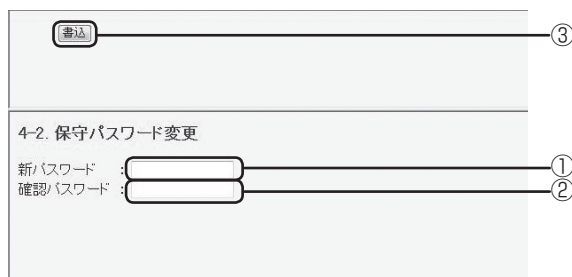 書込 ③
4-2. 保守パスワード変更
新パスワード : ①
確認パスワード : ②